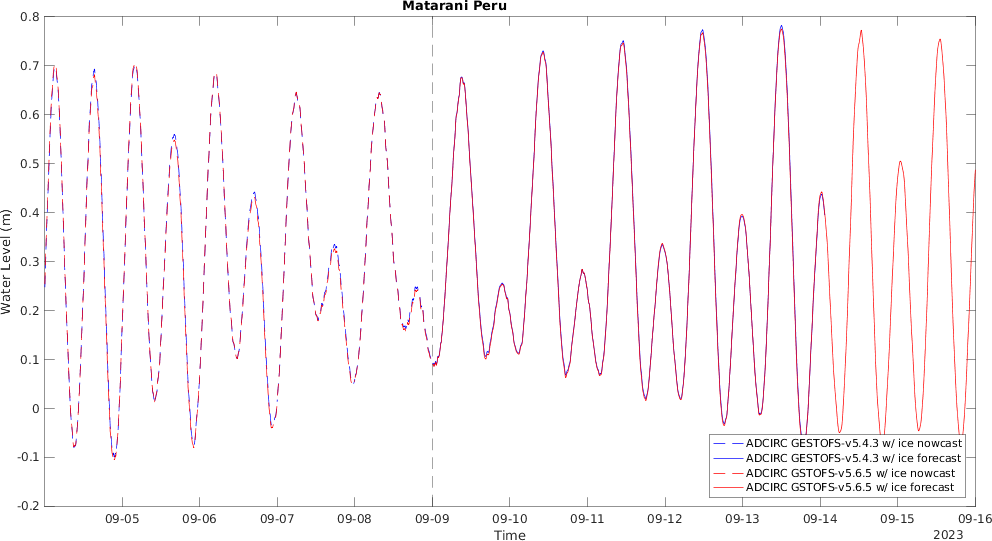 Matarani Peru
0.8
0.7
0.6
0.5
0.4
0.3
0.2
0.1
0
-0.1
-0.2
Water Level (m)
ADCIRC GESTOFS-v5.4.3 w/ ice nowcast
ADCIRC GESTOFS-v5.4.3 w/ ice forecast
ADCIRC GSTOFS-v5.6.5 w/ ice nowcast
ADCIRC GSTOFS-v5.6.5 w/ ice forecast
09-05 09-06 09-07 09-08 09-09 09-10 09-11 09-12 09-13 09-14 09-15 09-16
Time
2023